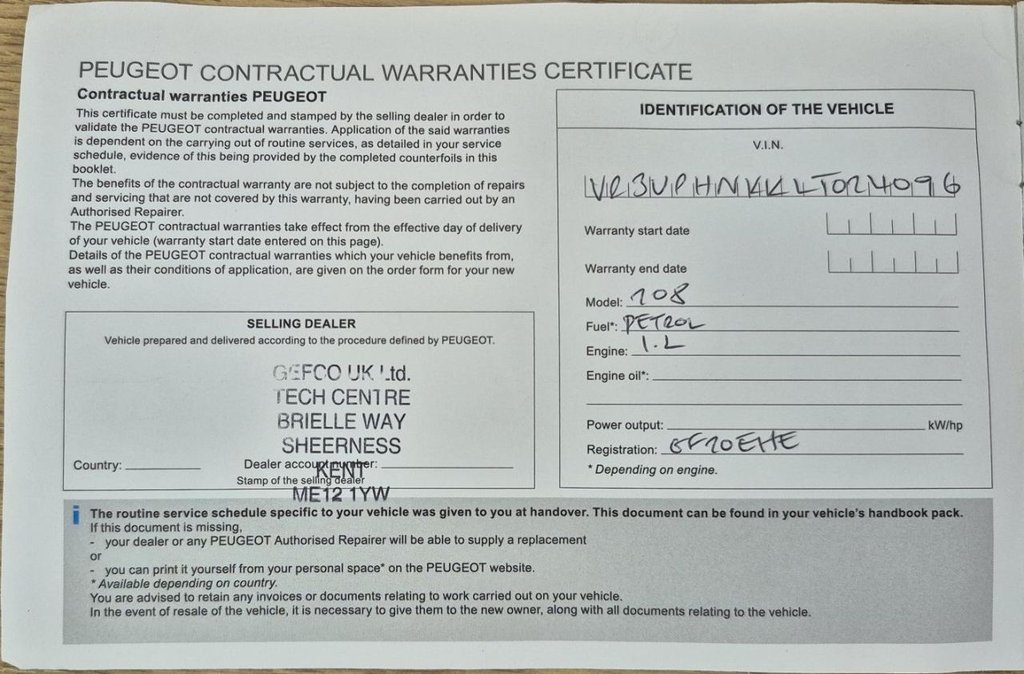 PEUGEOT CONTRACTUAL WARRANTIES CERTIFICATE
Contractual warranties PEUGEOT
This certificate must be completed and stamped by the selling dealer in order to
validate the PEUGEOT contractual warranties. Application of the said warranties
is dependent on the carrying out of routine services, as detailed in your service
schedule, evidence of this being provided by the completed counterfoils in this
booklet.
The benefits of the contractual warranty are not subject to the completion of repairs
and servicing that are not covered by this warranty, having been carried out by an
Authorised Repairer.
The PEUGEOT contractual warranties take effect from the effective day of delivery
of your vehicle (warranty start date entered on this page).
Details of the PEUGEOT contractual warranties which your vehicle benefits from,
as well as their conditions of application, are given on the order form for your new
vehicle.
SELLING DEALER
Vehicle prepared and delivered according to the procedure defined by PEUGEOT.
GEFCO UK Ltd.
TECH CENTRE
BRIELLE WAY
SHEERNESS
KENT
ME12 1YW
Country:
Dealer account number:
Stamp of the selling dealer
IDENTIFICATION OF THE VEHICLE
V.I.N.
VR3UPHNKKLT024096
Warranty start date
Warranty end date
Model: 208
Fuel*: PETROL
Engine: 1.2
Engine oil*:
Power output: kW/hp
Registration: GF20EHE
* Depending on engine.
i The routine service schedule specific to your vehicle was given to you at handover. This document can be found in your vehicle's handbook pack.
If this document is missing,
- your dealer or any PEUGEOT Authorised Repairer will be able to supply a replacement
or
- you can print it yourself from your personal space* on the PEUGEOT website.
* Available depending on country.
You are advised to retain any invoices or documents relating to work carried out on your vehicle.
In the event of resale of the vehicle, it is necessary to give them to the new owner, along with all documents relating to the vehicle.